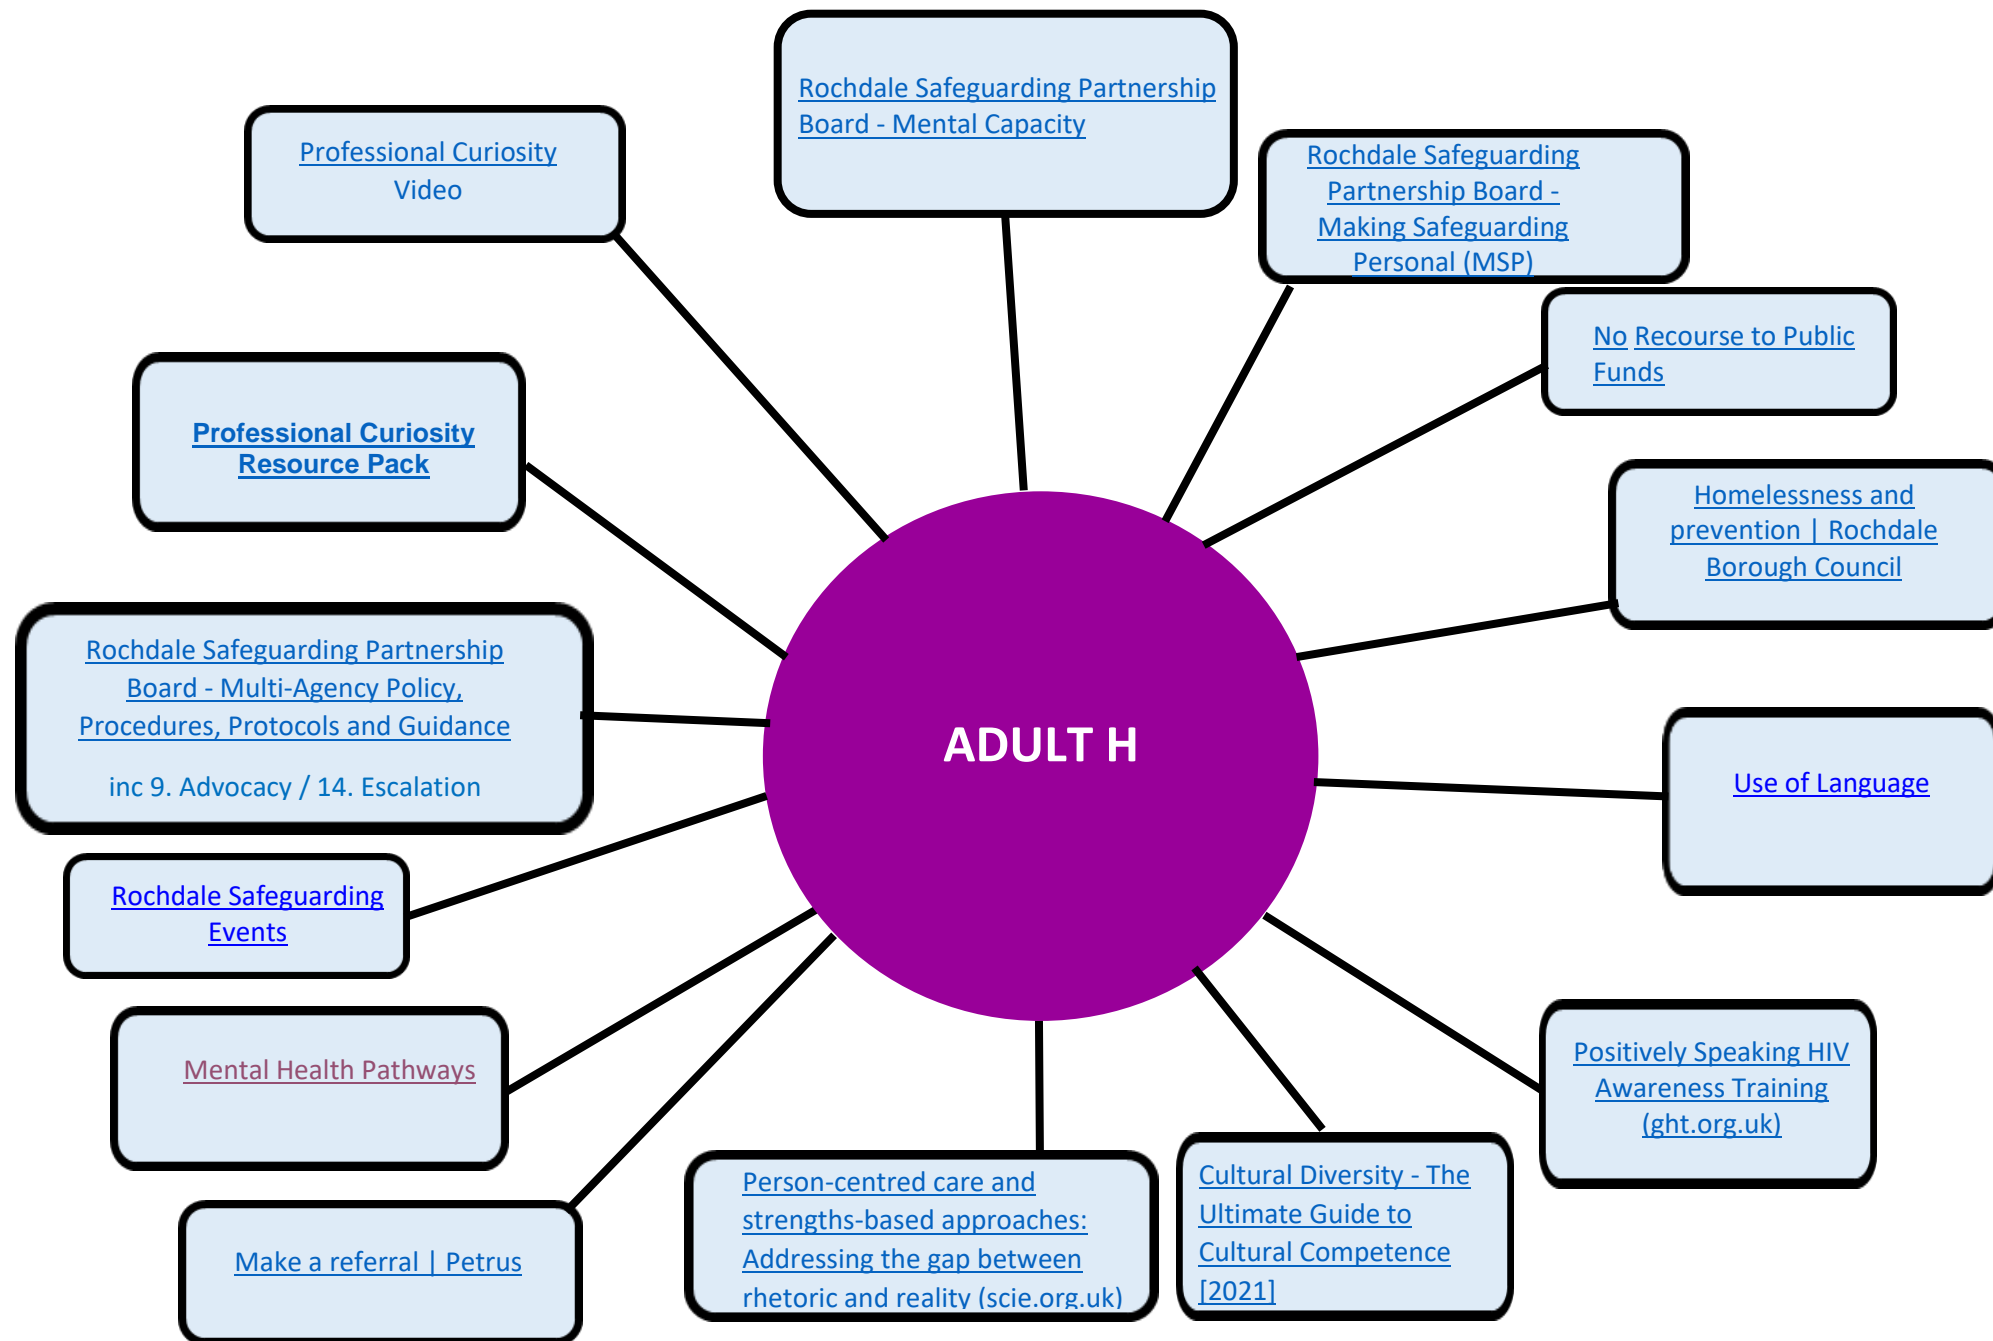 Rochdale Safeguarding Partnership
Board - Mental Capacity
Professional Curiosity
Video
Rochdale Safeguarding
Partnership Board -
Making Safeguarding
Personal (MSP)
No Recourse to Public
Funds
Professional Curiosity
Resource Pack
Homelessness and
prevention | Rochdale
Borough Council
Rochdale Safeguarding Partnership
Board - Multi-Agency Policy,
Procedures, Protocols and Guidance
inc 9. Advocacy / 14. Escalation
ADULT H
Use of Language
Rochdale Safeguarding
Events
Mental Health Pathways
Positively Speaking HIV
Awareness Training
(ght.org.uk)
Make a referral | Petrus
Person-centred care and
strengths-based approaches:
Addressing the gap between
rhetoric and reality (scie.org.uk)
Cultural Diversity - The
Ultimate Guide to
Cultural Competence
[2021]